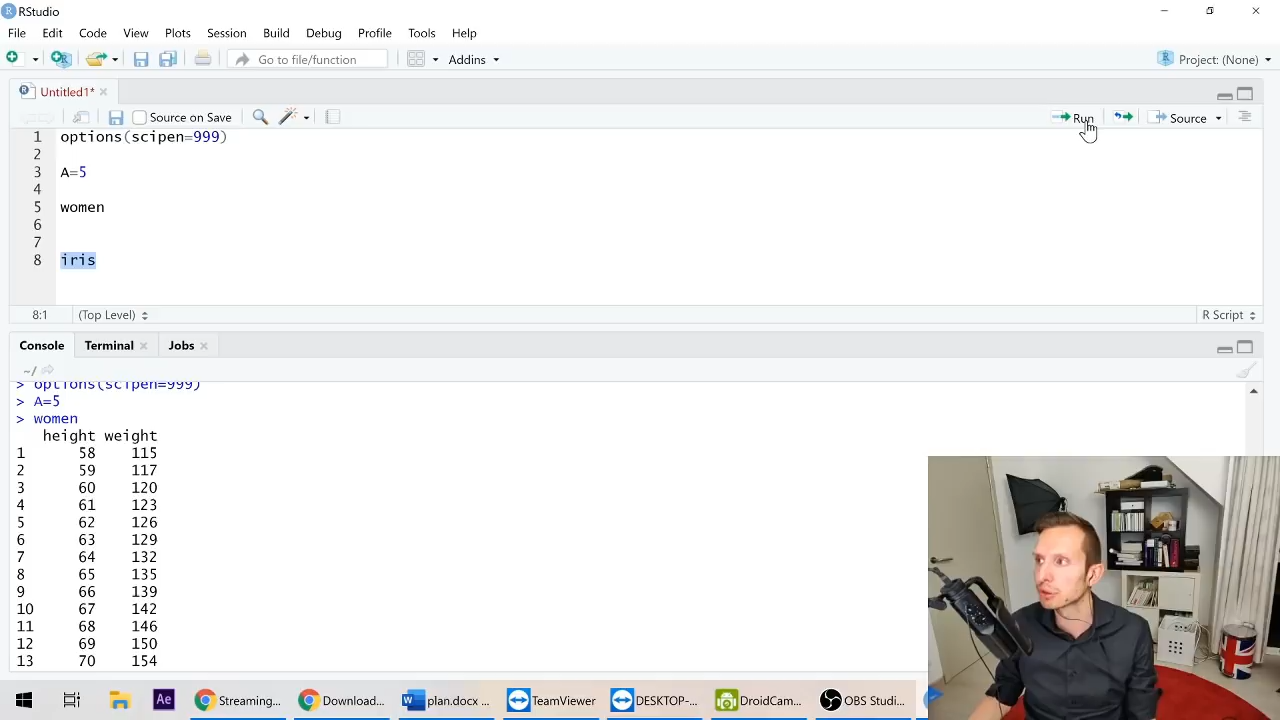 RStudio
File Edit Code View Plots Session Build Debug Profile Tools Help
Go to file/function Addins Project: (None)
Untitled1*
Source on Save Run Source
1 options(scipen=999)
2
3 A=5
4
5 women
6
7
8 iris
8:1 (Top Level) R Script
Console Terminal Jobs
~/
> options(scipen=999)
> A=5
> women
height weight
1 58 115
2 59 117
3 60 120
4 61 123
5 62 126
6 63 129
7 64 132
8 65 135
9 66 139
10 67 142
11 68 146
12 69 150
13 70 154
Ae Streaming... Download... plan.docx ... TeamViewer DESKTOP-... DroidCam... OBS Studi...